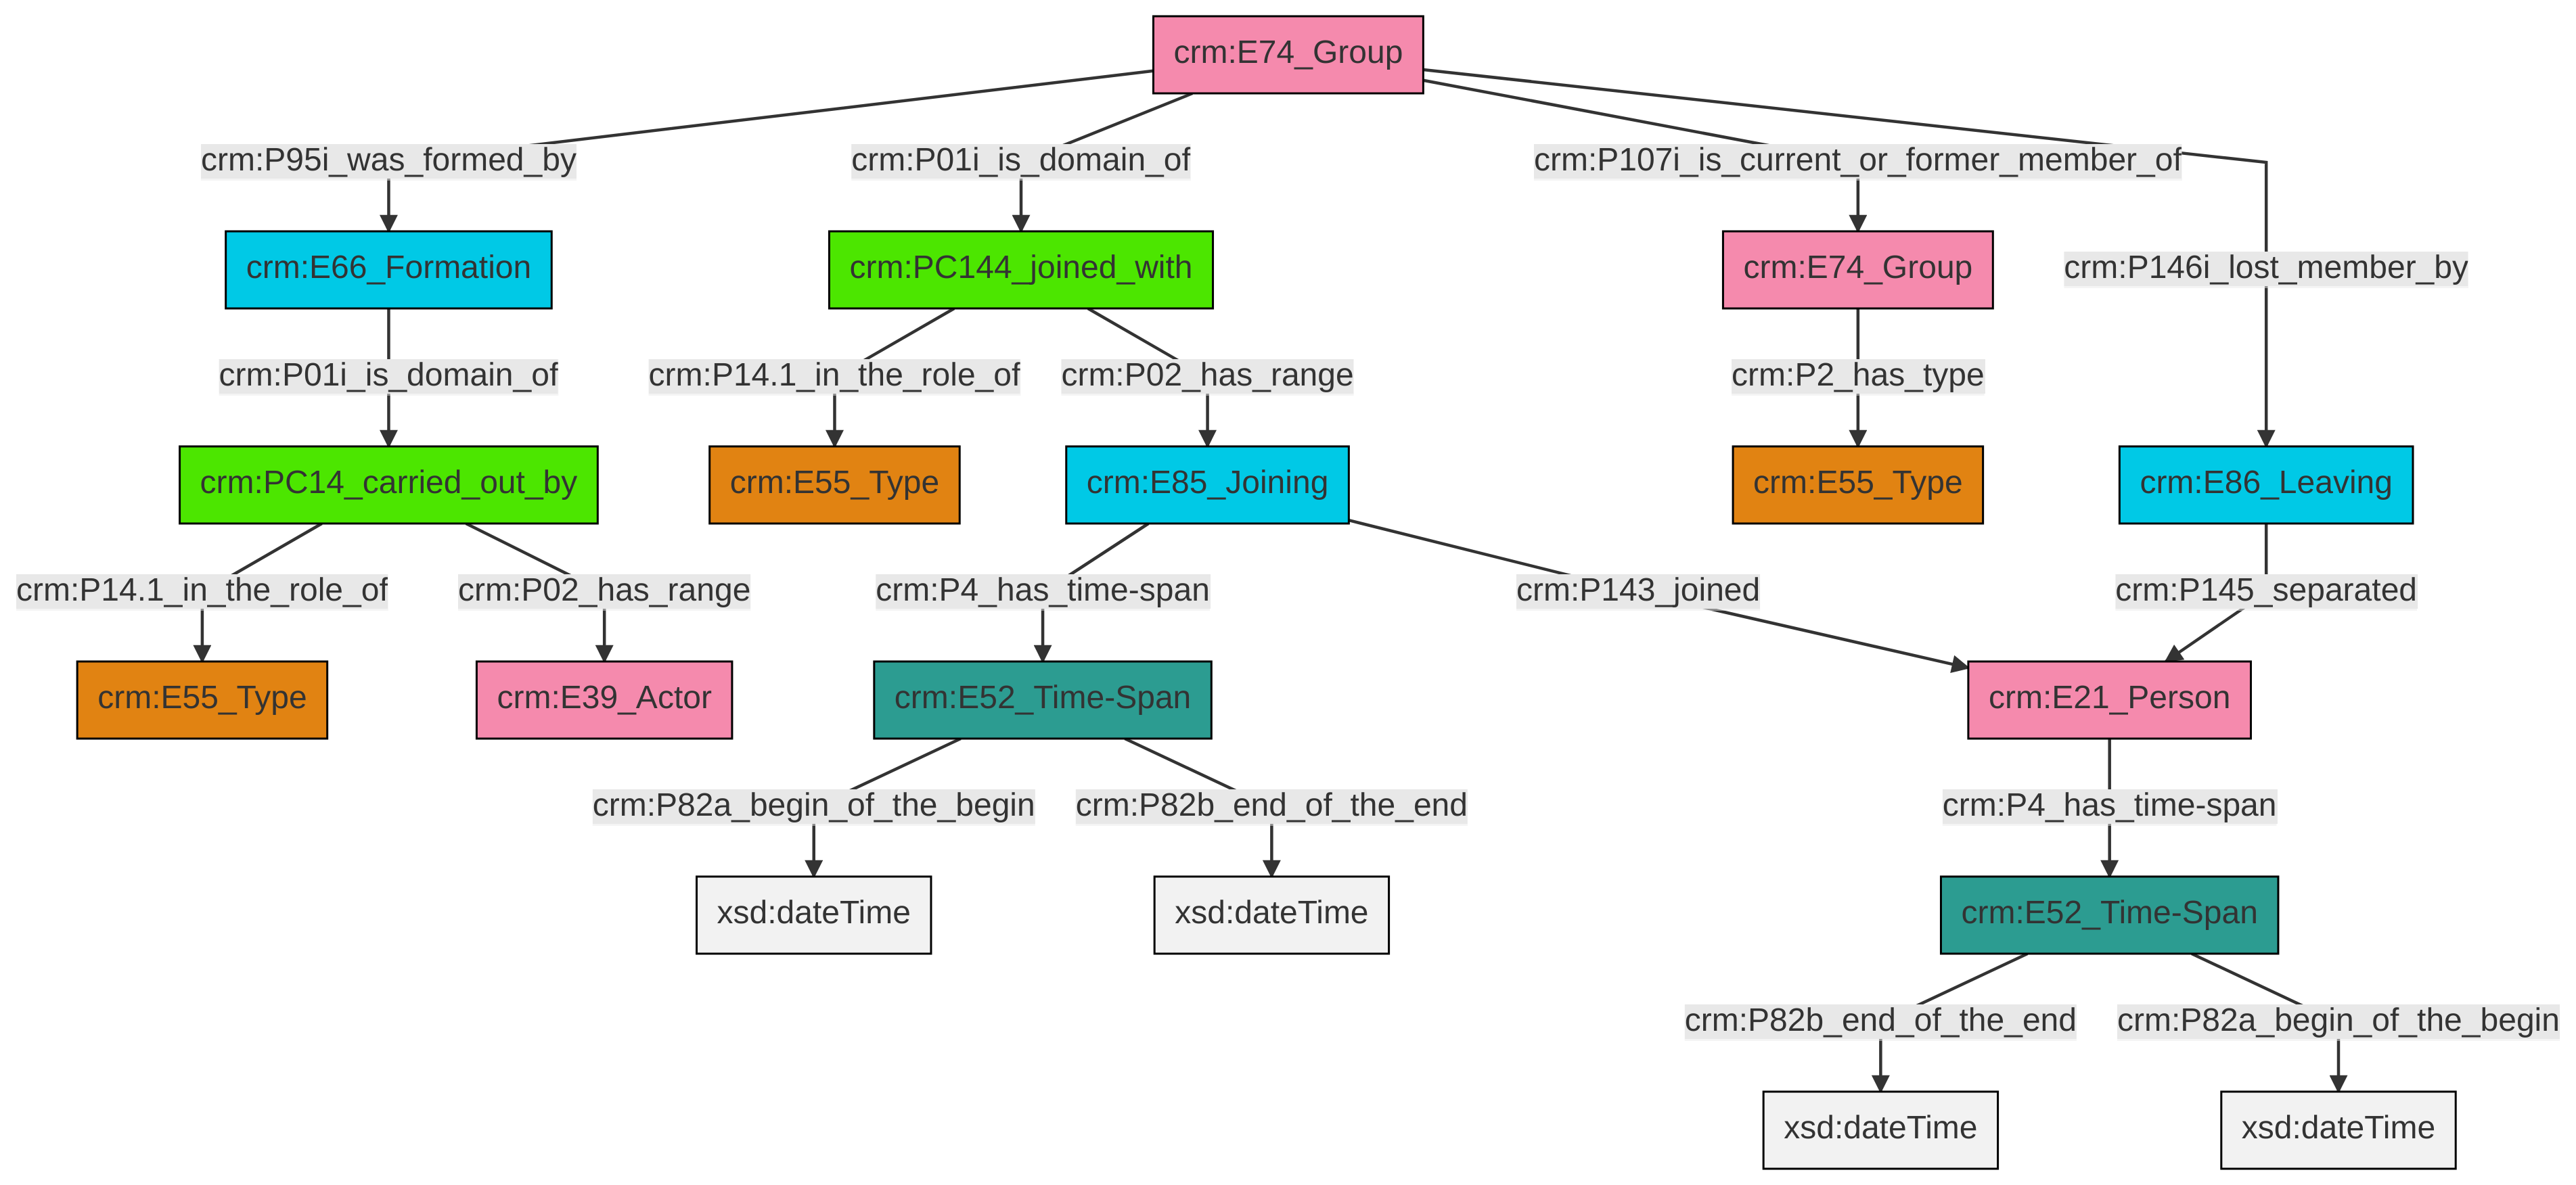 crm:E74_Group
crm:P95i_was_formed_by
crm:P01i_is_domain_of
crm:P107i_is_current_or_former_member_of
crm:E66_Formation
crm:PC144_joined_with
crm:E74_Group
crm:P146i_lost_member_by
crm:P01i_is_domain_of
crm:P14.1_in_the_role_of
crm:P02_has_range
crm:P2_has_type
crm:PC14_carried_out_by
crm:E55_Type
crm:E85_Joining
crm:E55_Type
crm:E86_Leaving
crm:P14.1_in_the_role_of
crm:P02_has_range
crm:P4_has_time-span
crm:P143_joined
crm:P145_separated
crm:E55_Type
crm:E39_Actor
crm:E52_Time-Span
crm:E21_Person
crm:P82a_begin_of_the_begin
crm:P82b_end_of_the_end
crm:P4_has_time-span
xsd:dateTime
xsd:dateTime
crm:E52_Time-Span
crm:P82b_end_of_the_end
crm:P82a_begin_of_the_begin
xsd:dateTime
xsd:dateTime